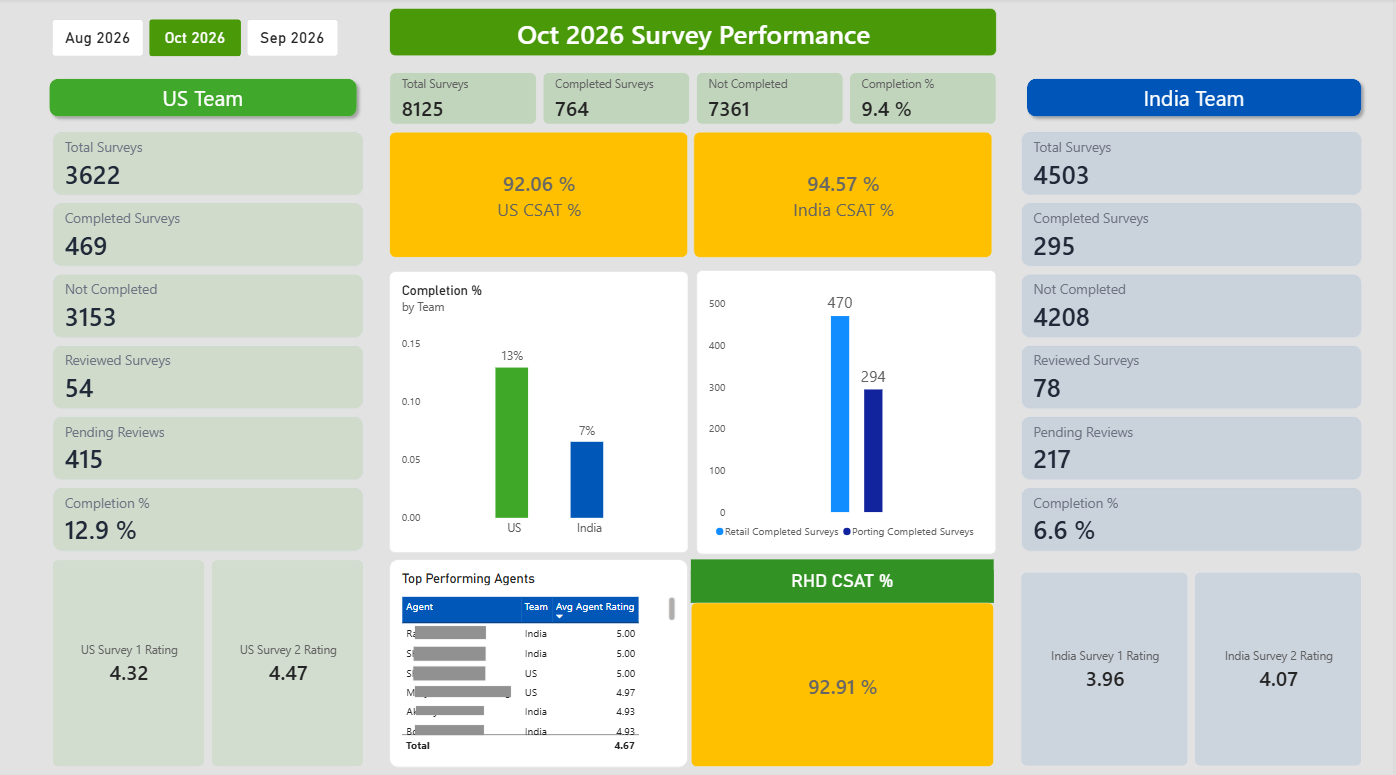 Aug 2026
Oct 2026
Sep 2026
Oct 2026 Survey Performance
US Team
Total Surveys
3622
Completed Surveys
469
Not Completed
3153
Reviewed Surveys
54
Pending Reviews
415
Completion %
12.9 %
US Survey 1 Rating
4.32
US Survey 2 Rating
4.47
Total Surveys
8125
Completed Surveys
764
Not Completed
7361
Completion %
9.4 %
92.06 %
US CSAT %
94.57 %
India CSAT %
Completion %
by Team
0.15
0.10
0.05
0.00
13%
7%
US
India
500
400
300
200
100
0
470
294
Retail Completed Surveys
Porting Completed Surveys
Top Performing Agents
Agent Team Avg Agent Rating
India 5.00
India 5.00
US 5.00
US 4.97
India 4.93
India 4.93
Total 4.67
RHD CSAT %
92.91 %
India Team
Total Surveys
4503
Completed Surveys
295
Not Completed
4208
Reviewed Surveys
78
Pending Reviews
217
Completion %
6.6 %
India Survey 1 Rating
3.96
India Survey 2 Rating
4.07